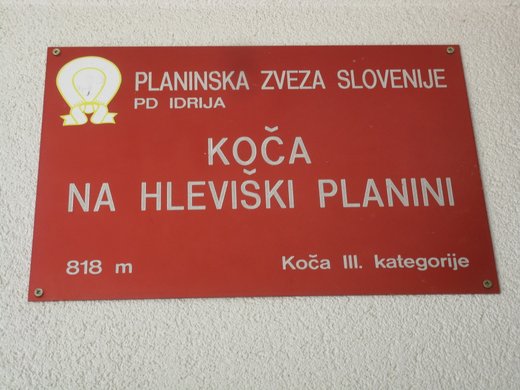 PLANINSKA ZVEZA SLOVENIJE
PD IDRIJA
KOČA
NA HLEVIŠKI PLANINI
818 m
Koča III. kategorije